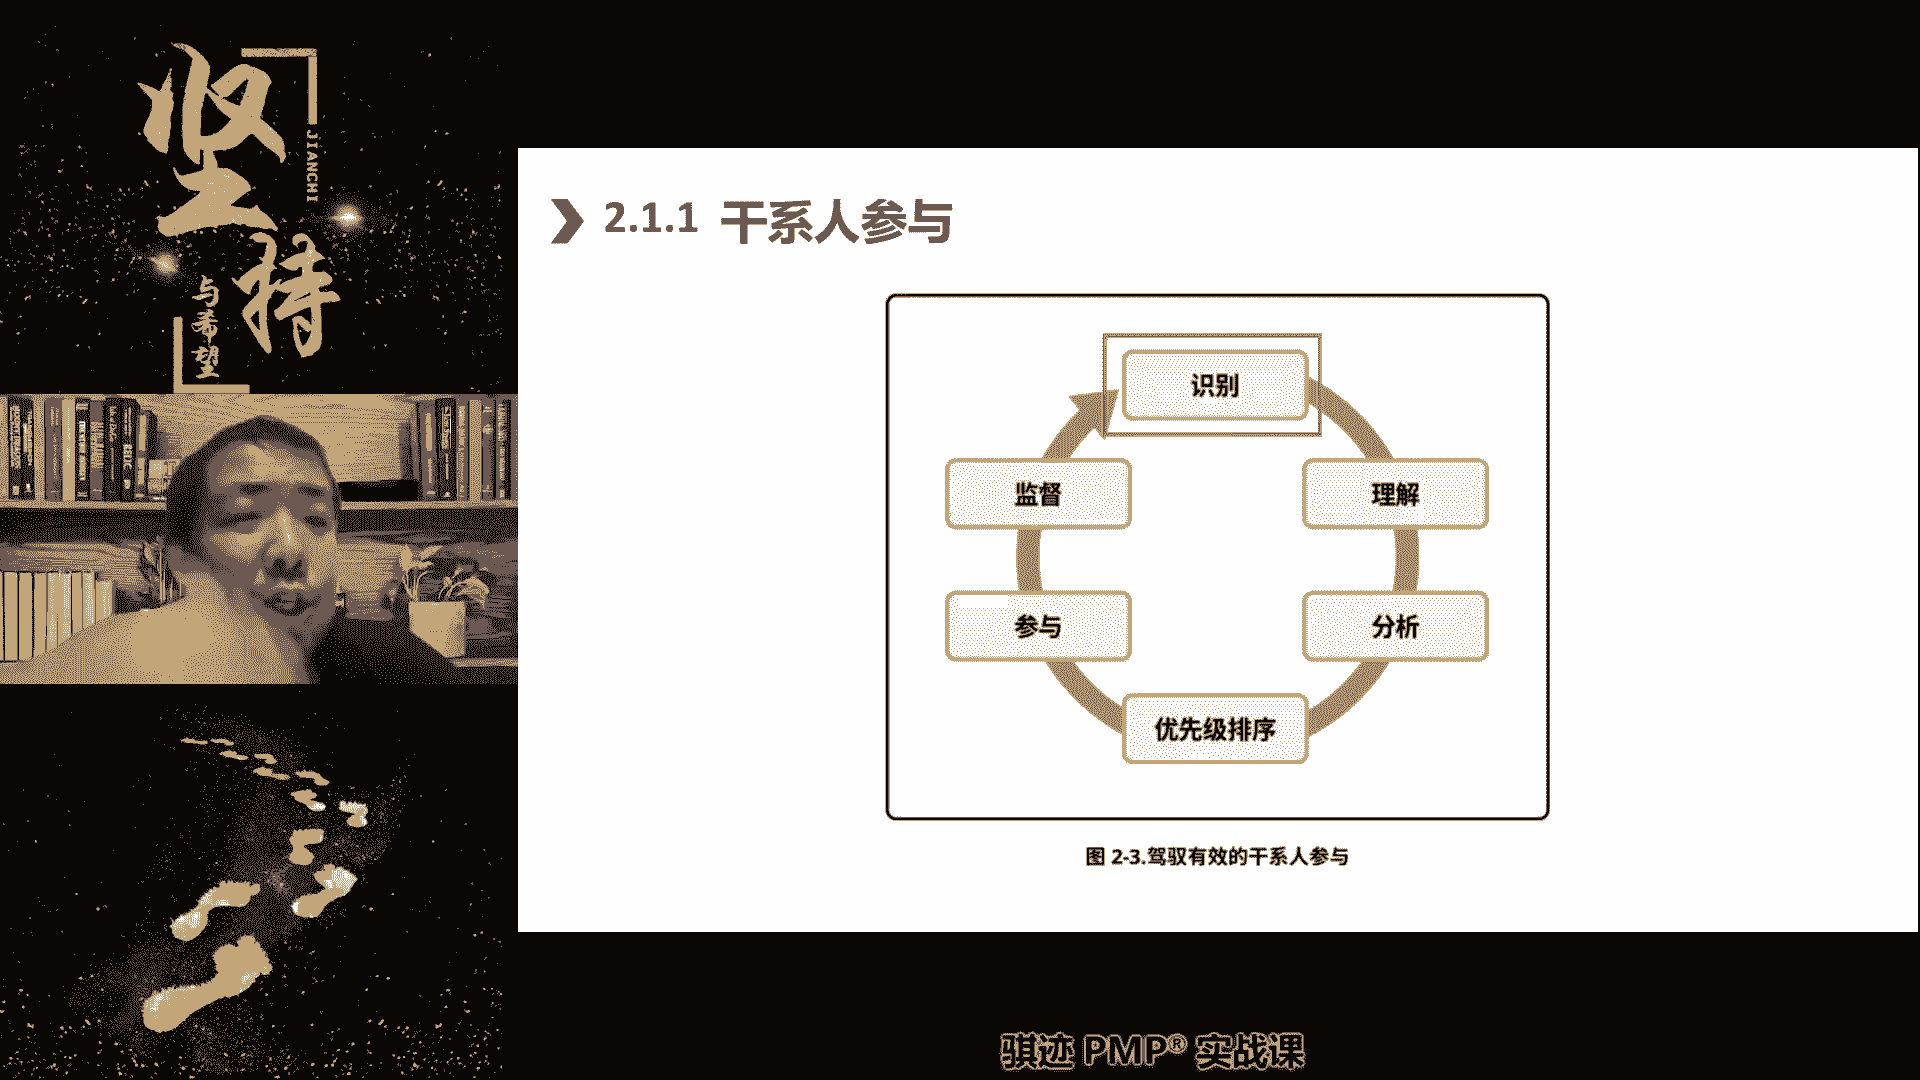 坚持
JIANCHI
与希望
2.1.1 干系人参与
识别
监督
理解
参与
分析
优先级排序
图 2-3.驾驭有效的干系人参与
骐迹 PMP® 实战课